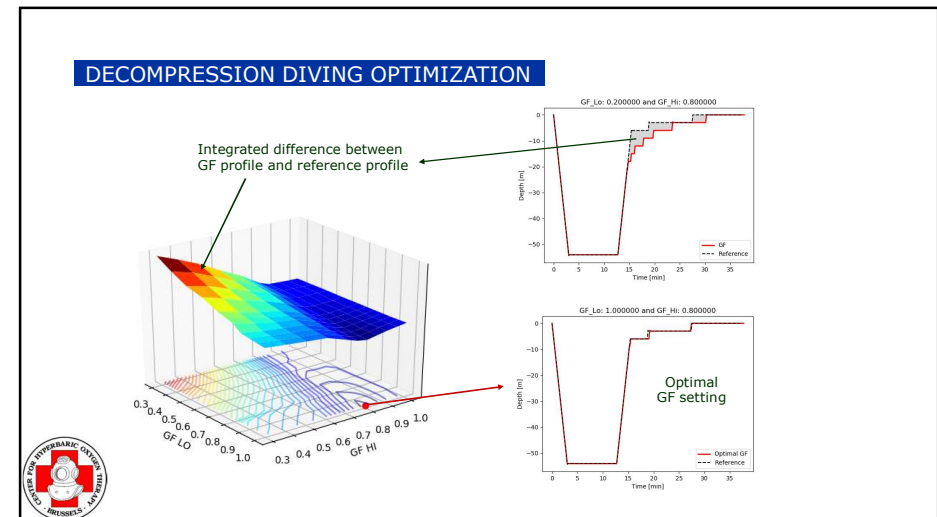 DECOMPRESSION DIVING OPTIMIZATION
Integrated difference between
GF profile and reference profile
GF_Lo: 0.200000 and GF_Hi: 0.800000
0
−10
−20
−30
−40
−50
Depth [m]
GF
Reference
0 5 10 15 20 25 30 35
Time [min]
0.3 0.4 0.5 0.6 0.7 0.8 0.9 1.0
GF LO
0.3 0.4 0.5 0.6 0.7 0.8 0.9 1.0
GF HI
GF_Lo: 1.000000 and GF_Hi: 0.800000
0
−10
−20
−30
−40
−50
Depth [m]
Optimal
GF setting
Optimal GF
Reference
0 5 10 15 20 25 30 35
Time [min]
CENTER FOR HYPERBARIC OXYGEN THERAPY
- BRUSSELS -